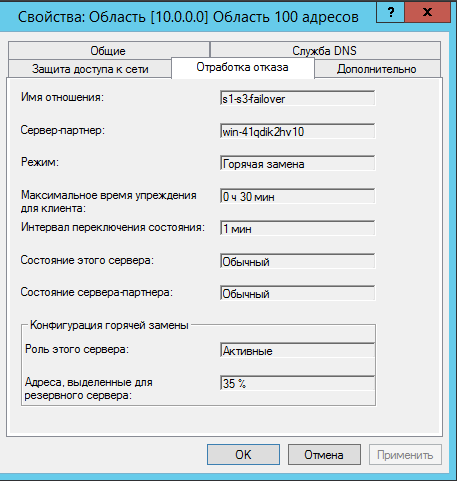 Свойства: Область [10.0.0.0] Область 100 адресов
? x
Общие
Служба DNS
Защита доступа к сети
Отработка отказа
Дополнительно
Имя отношения:
s1-s3-failover
Сервер-партнер:
win-41qdik2hv10
Режим:
Горячая замена
Максимальное время упреждения
для клиента:
0 ч 30 мин
Интервал переключения состояния:
1 мин
Состояние этого сервера:
Обычный
Состояние сервера-партнера:
Обычный
Конфигурация горячей замены
Роль этого сервера:
Активные
Адреса, выделенные для
резервного сервера:
35 %
OK
Отмена
Применить